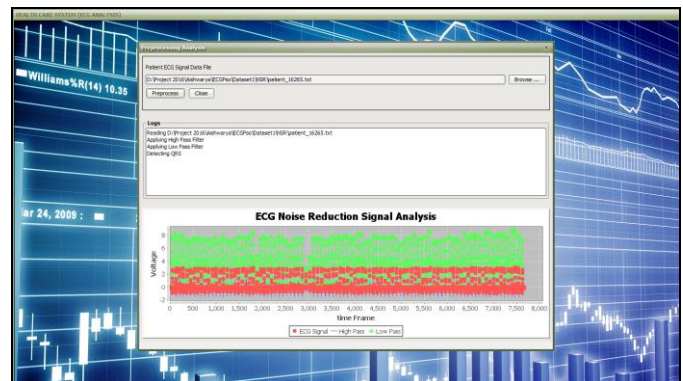 HEALTH CARE SYSTEM (ECG ANALYSIS)
Williams%R(14) 10.35
ar 24, 2009 :
Preprocessing Analysis
Patient ECG Signal Data File
D:\Project 2016\Aishwarya\ECGPso\Dataset1\NSR\patient_16265.txt
Browse ...
Preprocess Close
Logs
Reading D:\Project 2016\Aishwarya\ECGPso\Dataset1\NSR\patient_16265.txt
Applying High Pass Filter
Applying Low Pass Filter
Detecting QRS
ECG Noise Reduction Signal Analysis
Voltage
8
6
4
2
0
-2
0 500 1,000 1,500 2,000 2,500 3,000 3,500 4,000 4,500 5,000 5,500 6,000 6,500 7,000 7,500 8,000
time Frame
ECG Signal High Pass Low Pass